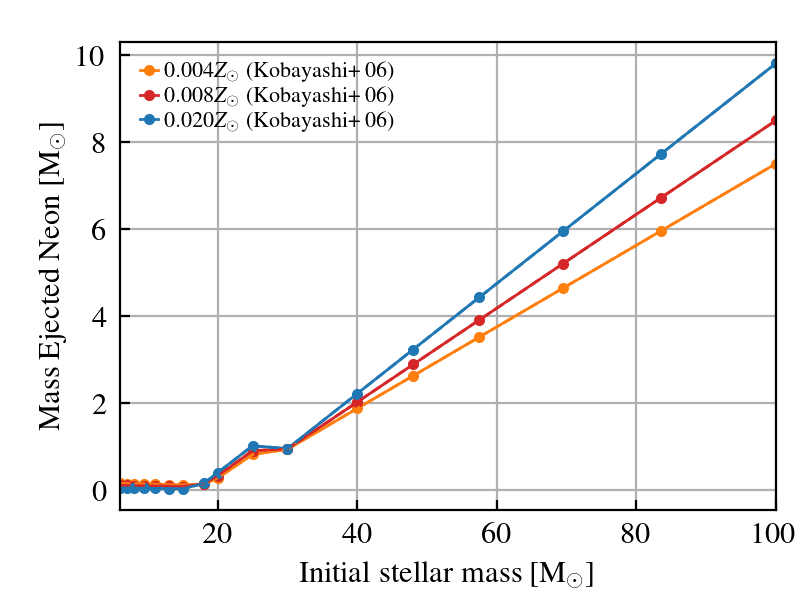 10
8
6
4
2
0
0.004Z⊙ (Kobayashi+ 06)
0.008Z⊙ (Kobayashi+ 06)
0.020Z⊙ (Kobayashi+ 06)
Mass Ejected Neon [M⊙]
20 40 60 80 100
Initial stellar mass [M⊙]